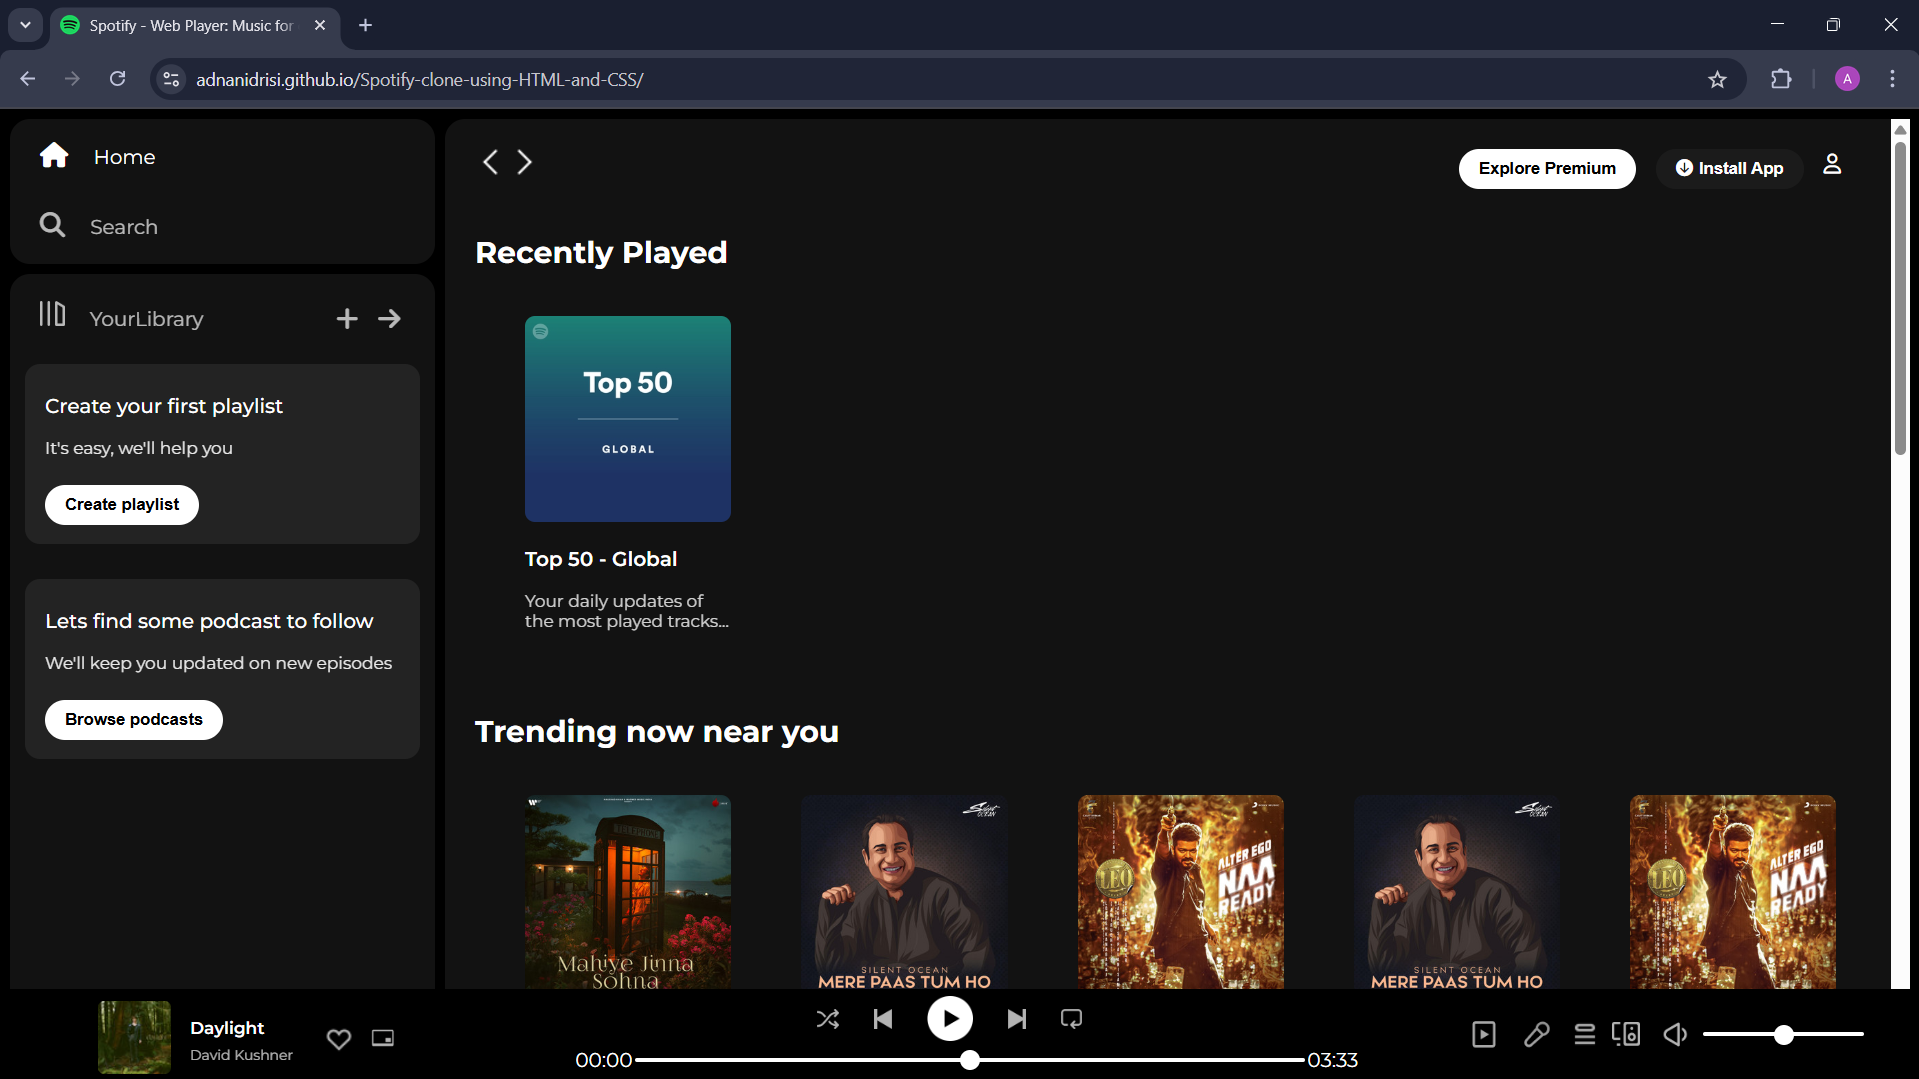 Spotify - Web Player: Music for
adnanidrisi.github.io/Spotify-clone-using-HTML-and-CSS/
A
Home
Search
YourLibrary
Create your first playlist
It's easy, we'll help you
Create playlist
Lets find some podcast to follow
We'll keep you updated on new episodes
Browse podcasts
Explore Premium
Install App
Recently Played
Top 50
GLOBAL
Top 50 - Global
Your daily updates of
the most played tracks...
Trending now near you
TELEPHONE
Mahiye Jinna
Sohna
Silent
OCEAN
SILENT OCEAN
MERE PAAS TUM HO
LEO
ALTER EGO
NAA
READY
Silent
OCEAN
SILENT OCEAN
MERE PAAS TUM HO
LEO
ALTER EGO
NAA
READY
Daylight
David Kushner
00:00
03:33